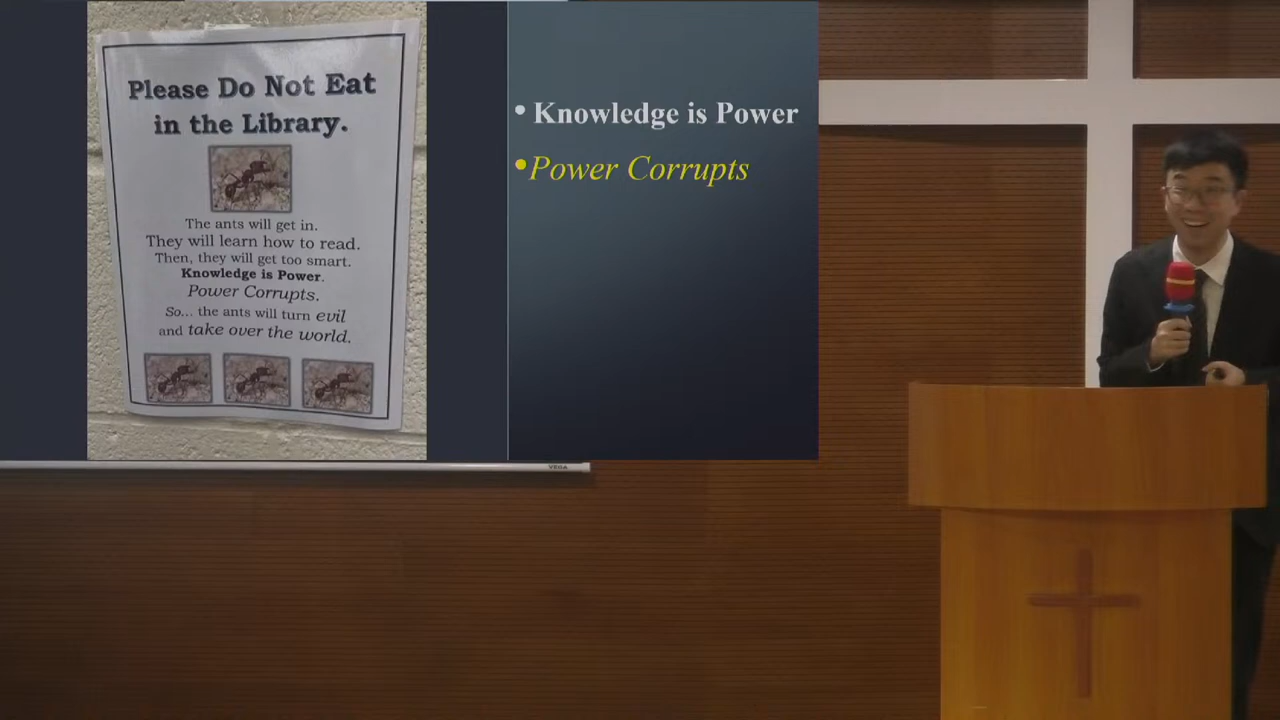 Please Do Not Eat
in the Library.
The ants will get in.
They will learn how to read.
Then, they will get too smart.
Knowledge is Power.
Power Corrupts.
So... the ants will turn evil
and take over the world.
• Knowledge is Power
• Power Corrupts
VEHA